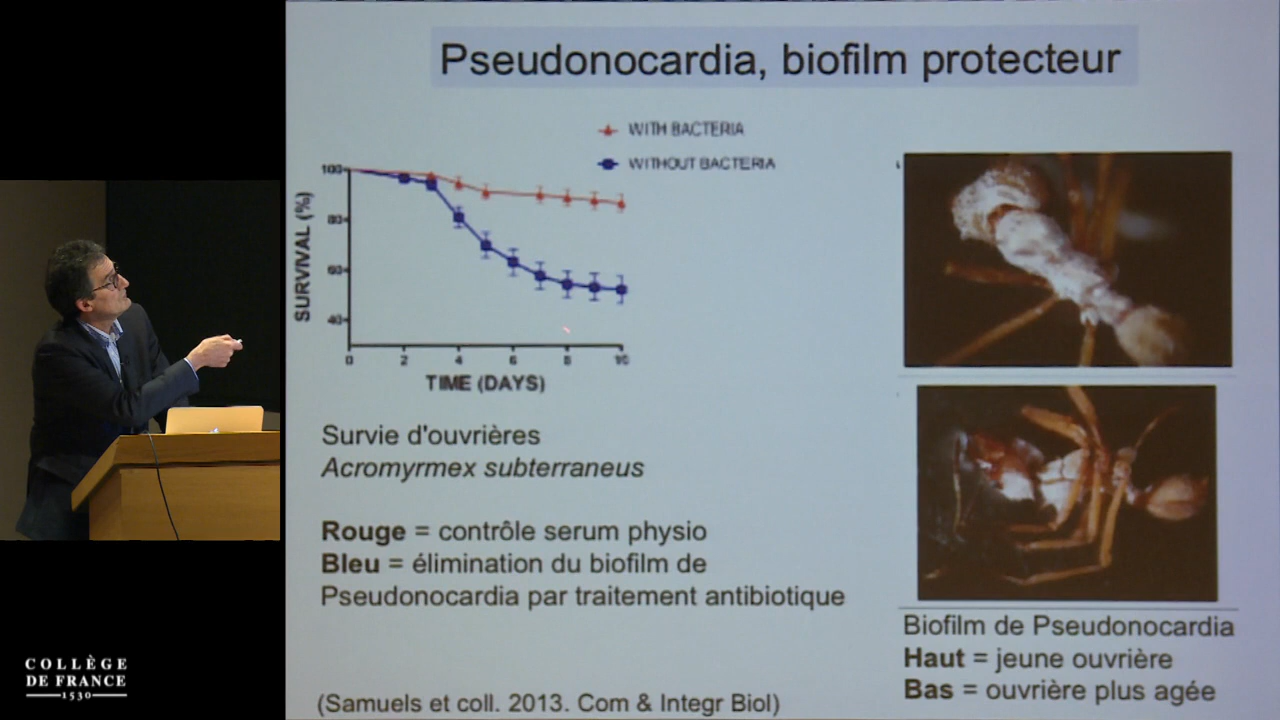 Pseudonocardia, biofilm protecteur
WITH BACTERIA
WITHOUT BACTERIA
SURVIVAL (%)
100
80
60
40
0 2 4 6 8 10
TIME (DAYS)
Survie d'ouvrières
Acromyrmex subterraneus
Rouge = contrôle serum physio
Bleu = élimination du biofilm de
Pseudonocardia par traitement antibiotique
(Samuels et coll. 2013. Com & Integr Biol)
Biofilm de Pseudonocardia
Haut = jeune ouvrière
Bas = ouvrière plus agée
COLLÈGE
DE FRANCE
1530